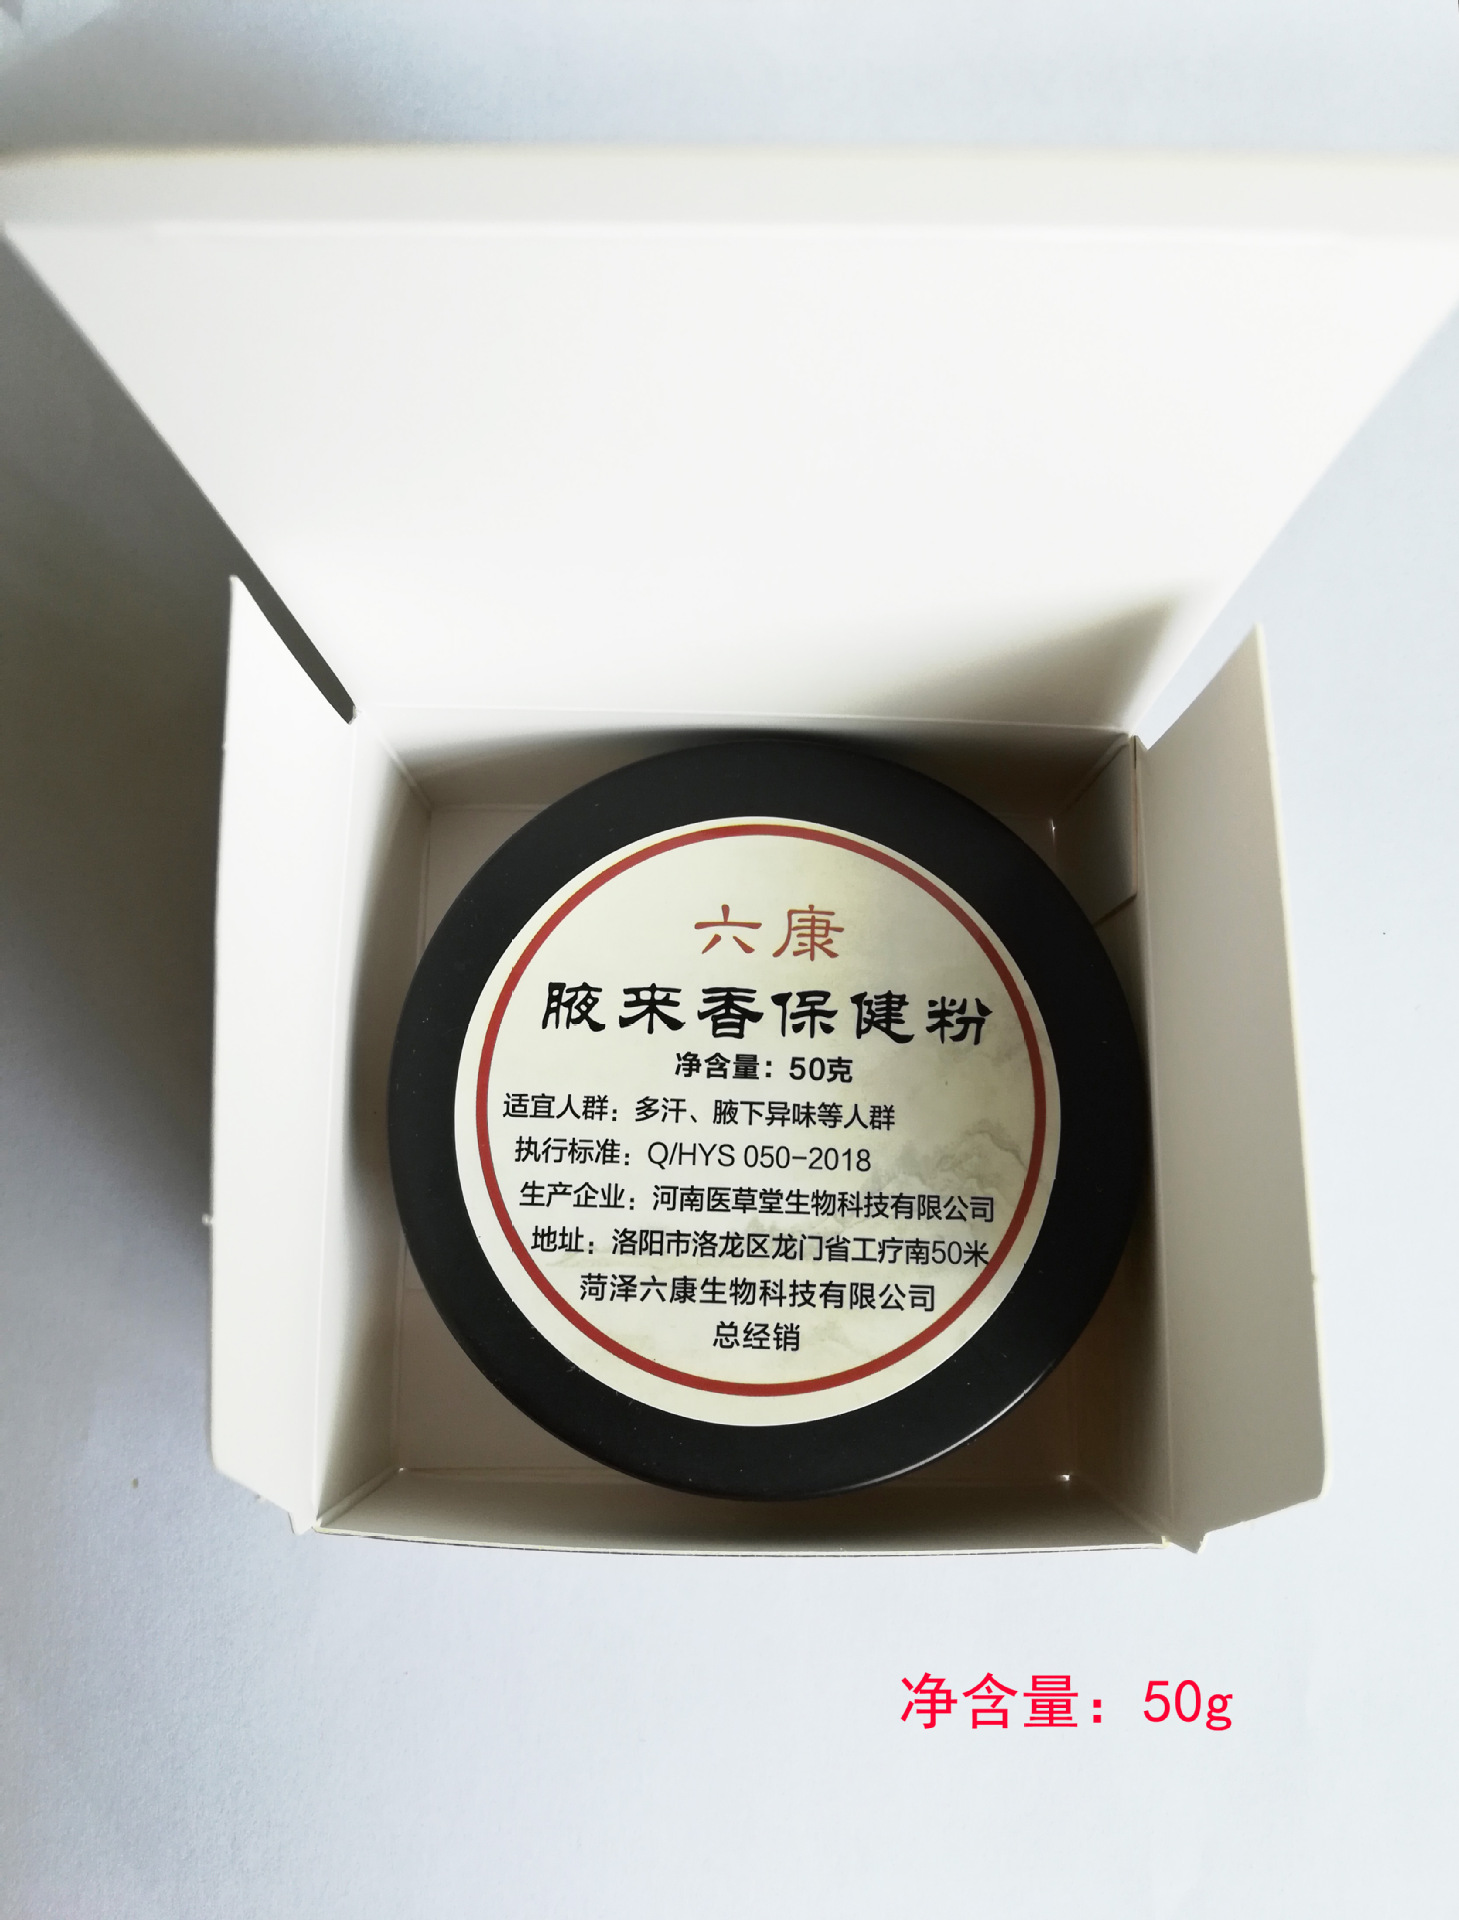 六康
腋来香保健粉
净含量：50克
适宜人群：多汗、腋下异味等人群
执行标准：Q/HYS 050-2018
生产企业：河南医草堂生物科技有限公司
地址：洛阳市洛龙区龙门省工疗南50米
菏泽六康生物科技有限公司
总经销
净含量：50g